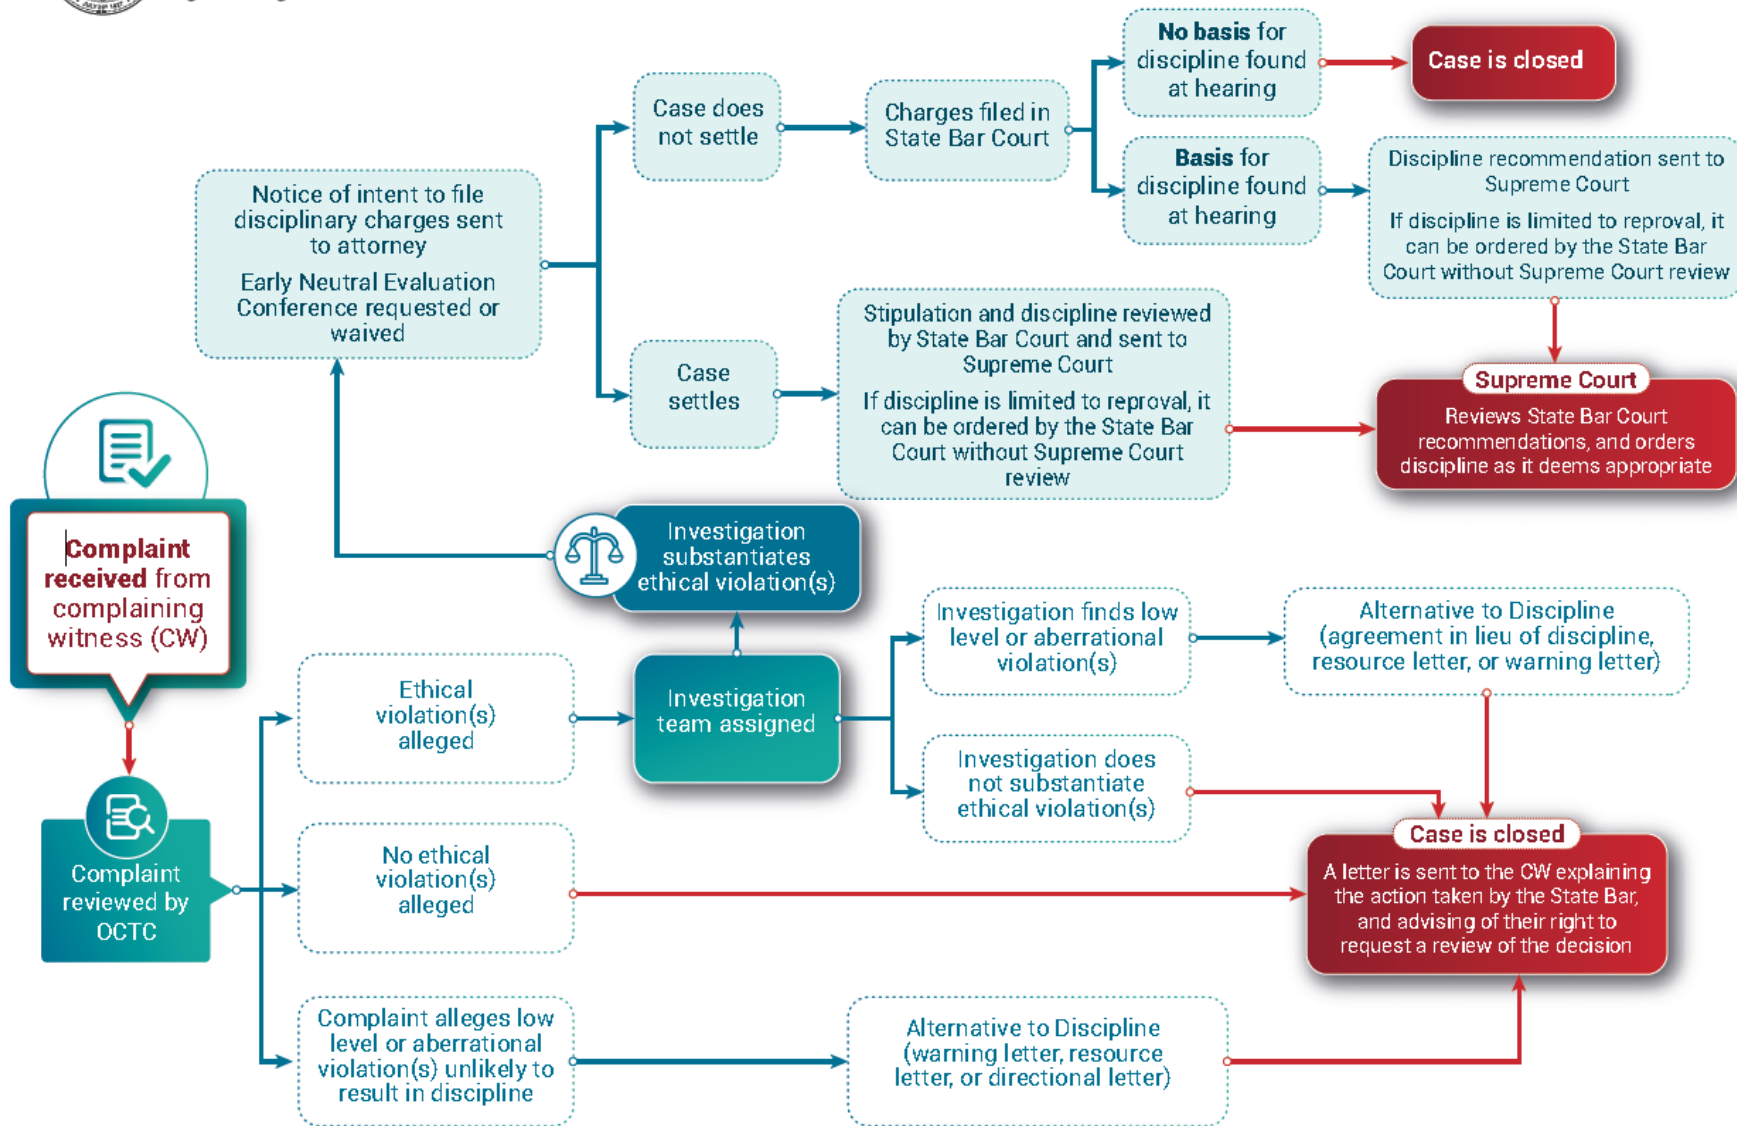 No basis for
discipline found
at hearing
Case is closed
Case does
not settle
Charges filed in
State Bar Court
Basis for
discipline found
at hearing
Discipline recommendation sent to
Supreme Court
If discipline is limited to reproval, it
can be ordered by the State Bar
Court without Supreme Court review
Notice of intent to file
disciplinary charges sent
to attorney
Early Neutral Evaluation
Conference requested or
waived
Case
settles
Stipulation and discipline reviewed
by State Bar Court and sent to
Supreme Court
If discipline is limited to reproval, it
can be ordered by the State Bar
Court without Supreme Court
review
Supreme Court
Reviews State Bar Court
recommendations, and orders
discipline as it deems appropriate
Complaint
received from
complaining
witness (CW)
Investigation
substantiates
ethical violation(s)
Investigation finds low
level or aberrational
violation(s)
Alternative to Discipline
(agreement in lieu of discipline,
resource letter, or warning letter)
Ethical
violation(s)
alleged
Investigation
team assigned
Investigation does
not substantiate
ethical violation(s)
Complaint
reviewed by
OCTC
No ethical
violation(s)
alleged
Case is closed
A letter is sent to the CW explaining
the action taken by the State Bar,
and advising of their right to
request a review of the decision
Complaint alleges low
level or aberrational
violation(s) unlikely to
result in discipline
Alternative to Discipline
(warning letter, resource
letter, or directional letter)